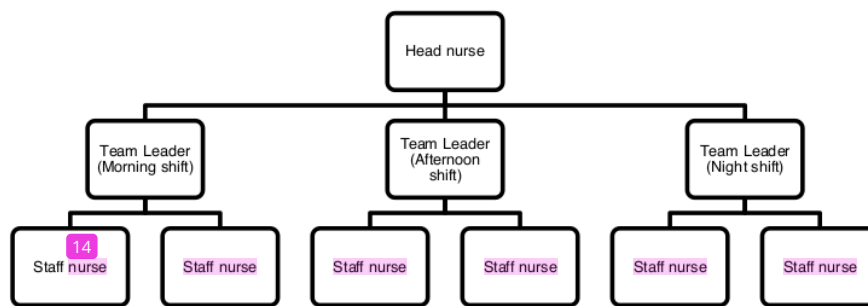 Head nurse
Team Leader
(Morning shift)
Team Leader
(Afternoon
shift)
Team Leader
(Night shift)
14
Staff nurse
Staff nurse
Staff nurse
Staff nurse
Staff nurse
Staff nurse